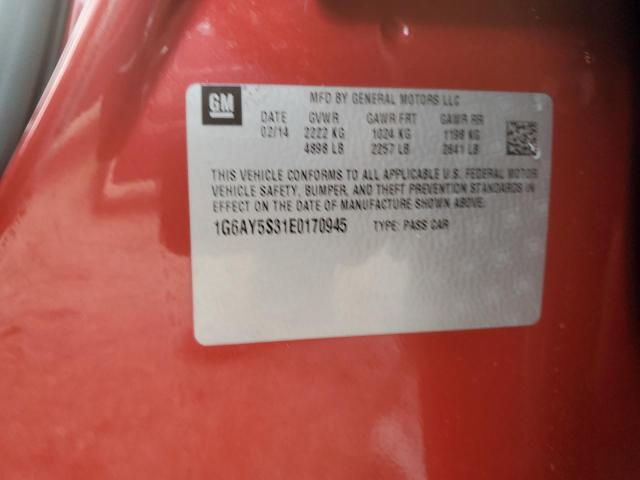 GM
MFD BY GENERAL MOTORS LLC
DATE GVWR GAWR FRT GAWR RR
02/14 2222 KG 1024 KG 1198 KG
4898 LB 2257 LB 2641 LB
THIS VEHICLE CONFORMS TO ALL APPLICABLE U.S. FEDERAL MOTOR
VEHICLE SAFETY, BUMPER, AND THEFT PREVENTION STANDARDS IN
EFFECT ON THE DATE OF MANUFACTURE SHOWN ABOVE.
1G6AY5S31E0170945 TYPE: PASS CAR